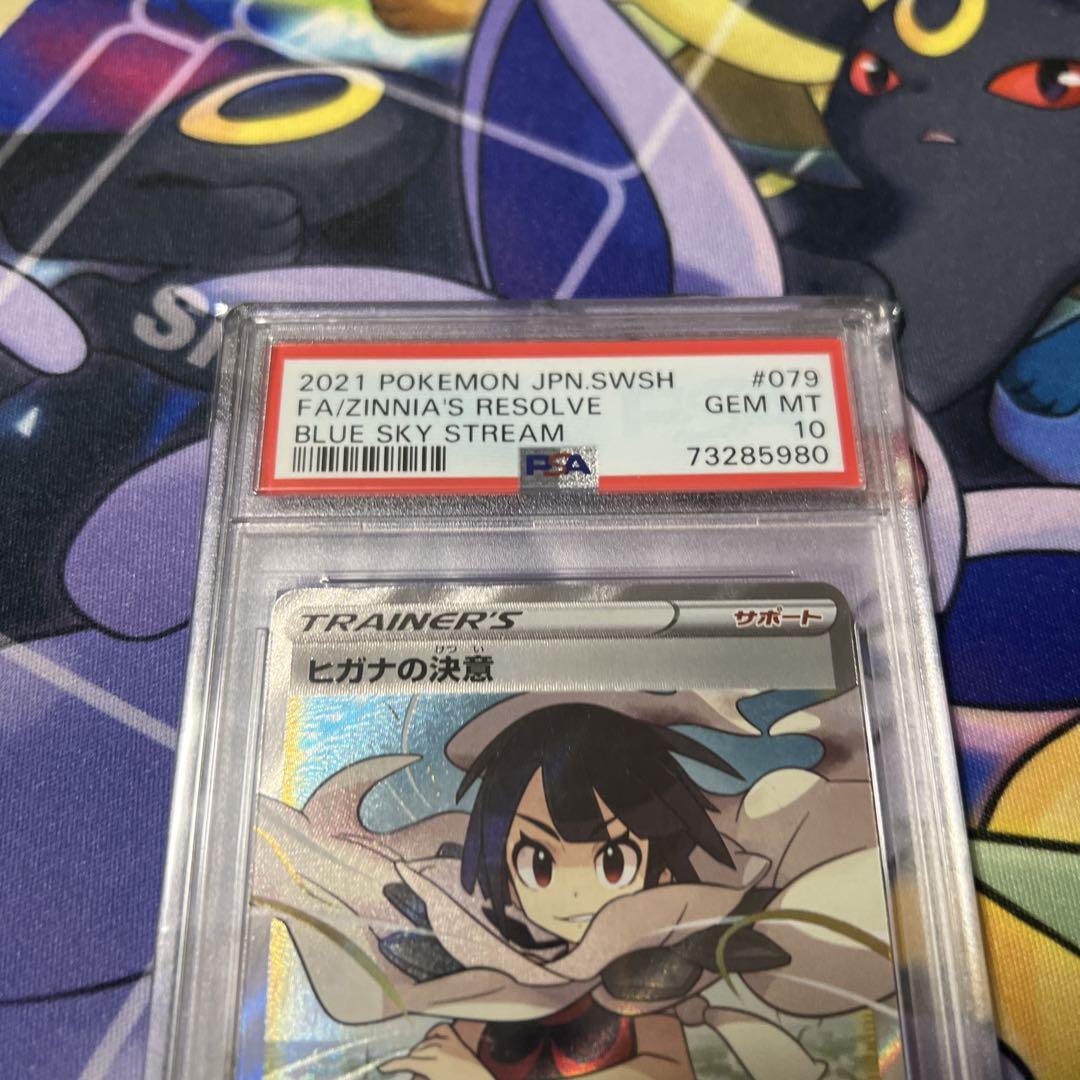 2021 POKEMON JPN.SWSH #079
FA/ZINNIA'S RESOLVE GEM MT
BLUE SKY STREAM 10
PSA 73285980
TRAINER'S サポート
けつ い
ヒガナの決意